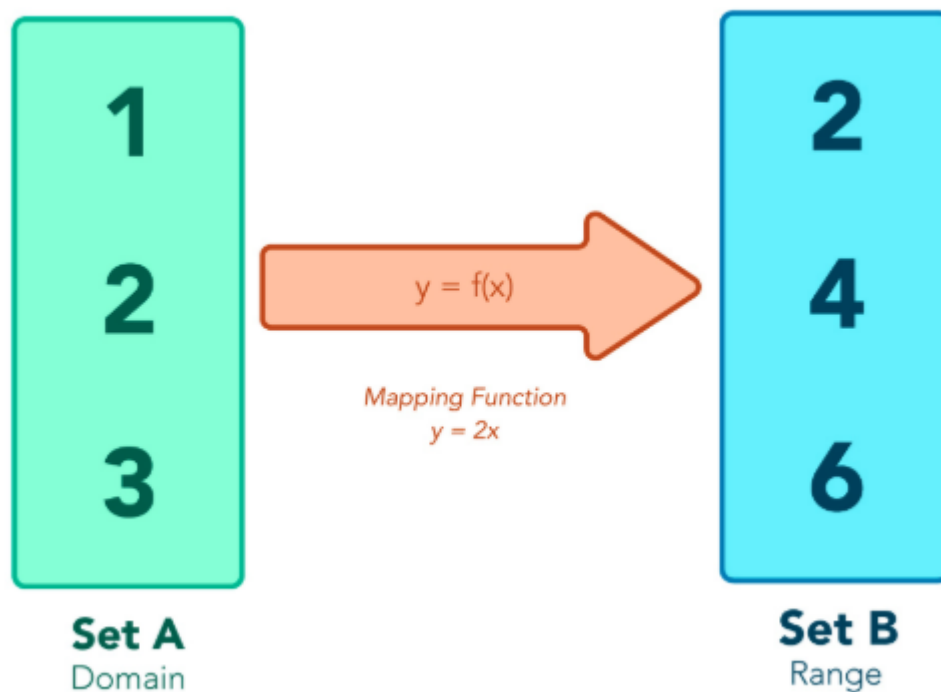 1
2
3
Set A
Domain
y = f(x)
Mapping Function
y = 2x
2
4
6
Set B
Range